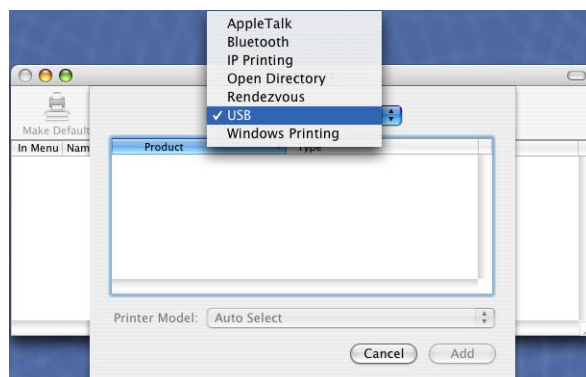 AppleTalk
Bluetooth
IP Printing
Open Directory
Rendezvous
✓ USB
Windows Printing
Make Default
In Menu Nam
Product Type
Printer Model: Auto Select
Cancel Add